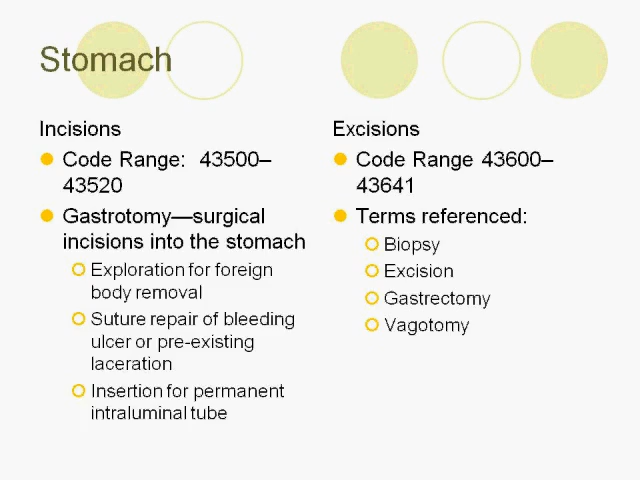 Stomach
Incisions
Code Range:  43500–
43520
Gastrotomy—surgical
incisions into the stomach
Exploration for foreign
body removal
Suture repair of bleeding
ulcer or pre-existing
laceration
Insertion for permanent
intraluminal tube
Excisions
Code Range 43600–
43641
Terms referenced:
Biopsy
Excision
Gastrectomy
Vagotomy